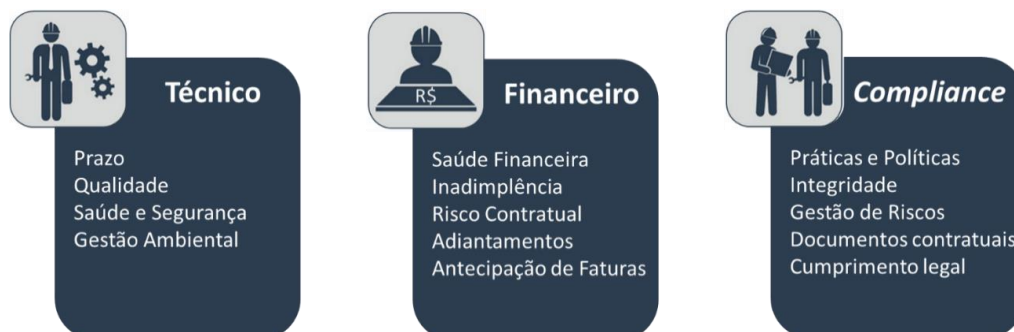 Técnico
Prazo
Qualidade
Saúde e Segurança
Gestão Ambiental
R$
Financeiro
Saúde Financeira
Inadimplência
Risco Contratual
Adiantamentos
Antecipação de Faturas
Compliance
Práticas e Políticas
Integridade
Gestão de Riscos
Documentos contratuais
Cumprimento legal